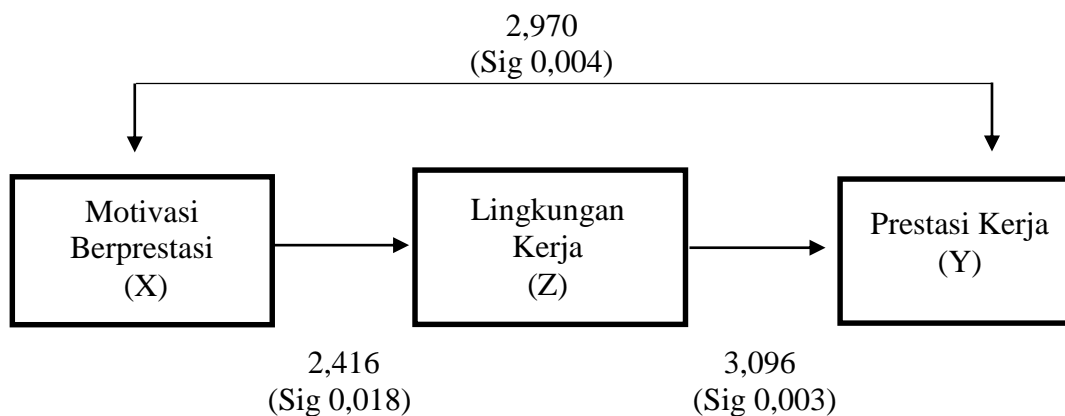 2,970
(Sig 0,004)
Motivasi
Berprestasi
(X)
Lingkungan
Kerja
(Z)
Prestasi Kerja
(Y)
2,416
(Sig 0,018)
3,096
(Sig 0,003)